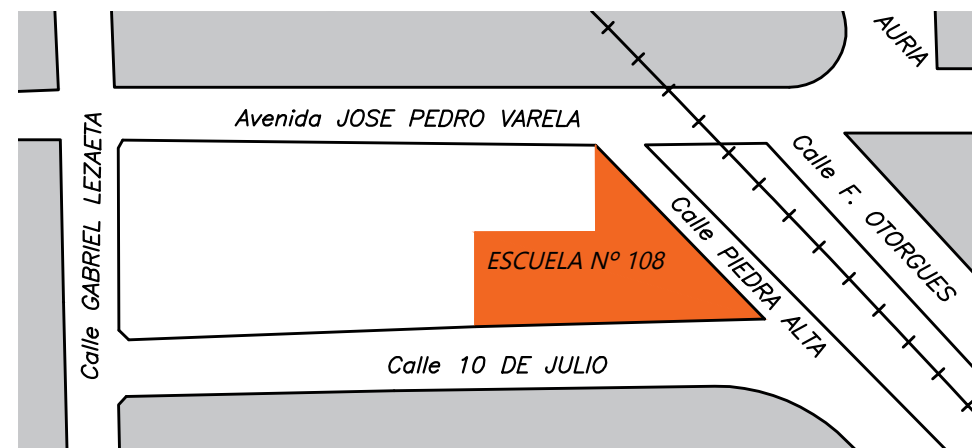 AURIA
Avenida JOSE PEDRO VARELA
Calle GABRIEL LEZAETA
Calle F. OTORGUES
Calle PIEDRA ALTA
ESCUELA Nº 108
Calle 10 DE JULIO